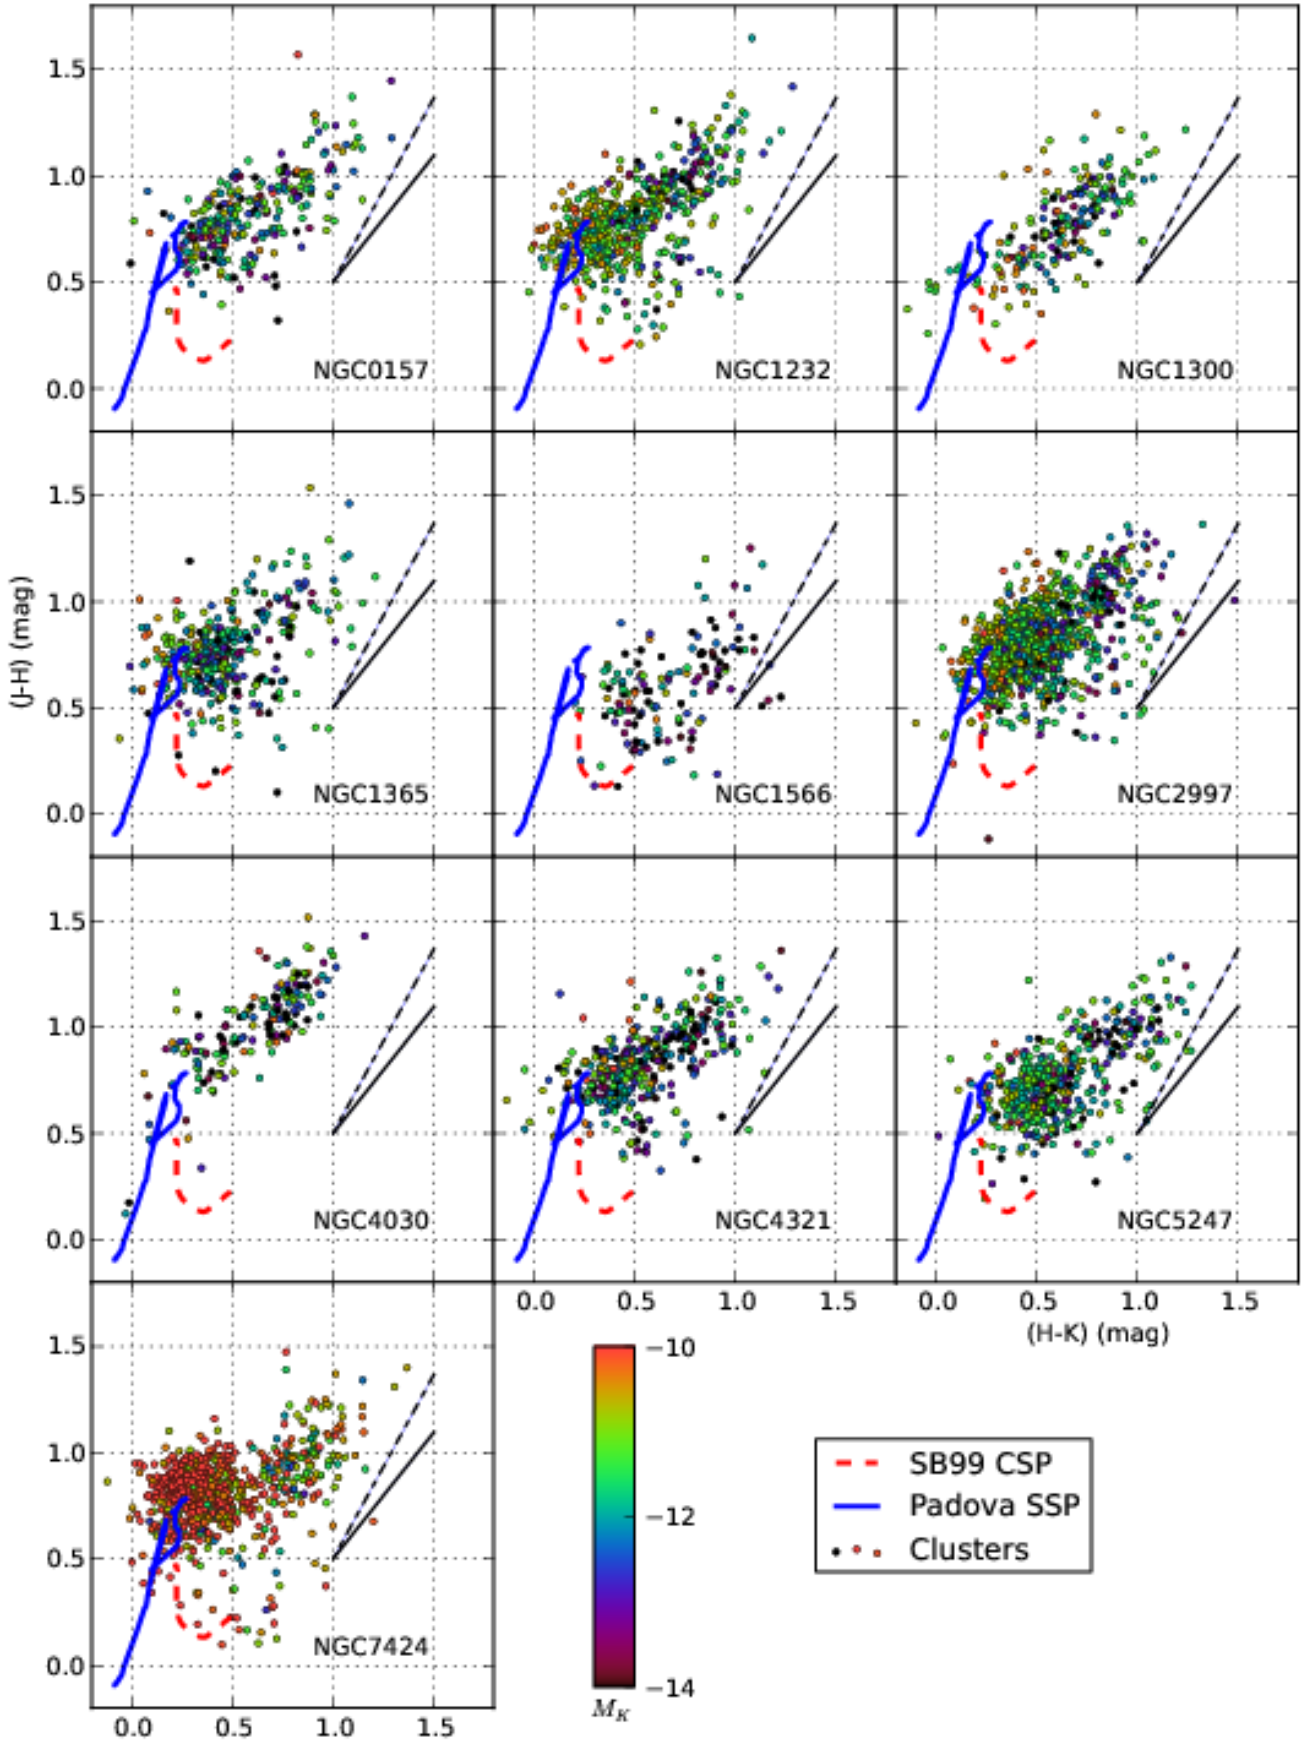 1.5
1.0
0.5
0.0
NGC0157
NGC1232
NGC1300
1.5
1.0
0.5
0.0
(J-H) (mag)
NGC1365
NGC1566
NGC2997
1.5
1.0
0.5
0.0
NGC4030
NGC4321
NGC5247
0.0 0.5 1.0 1.5
0.0 0.5 1.0 1.5
(H-K) (mag)
1.5
1.0
0.5
0.0
NGC7424
0.0 0.5 1.0 1.5
−10
−12
−14
M_K
SB99 CSP
Padova SSP
Clusters